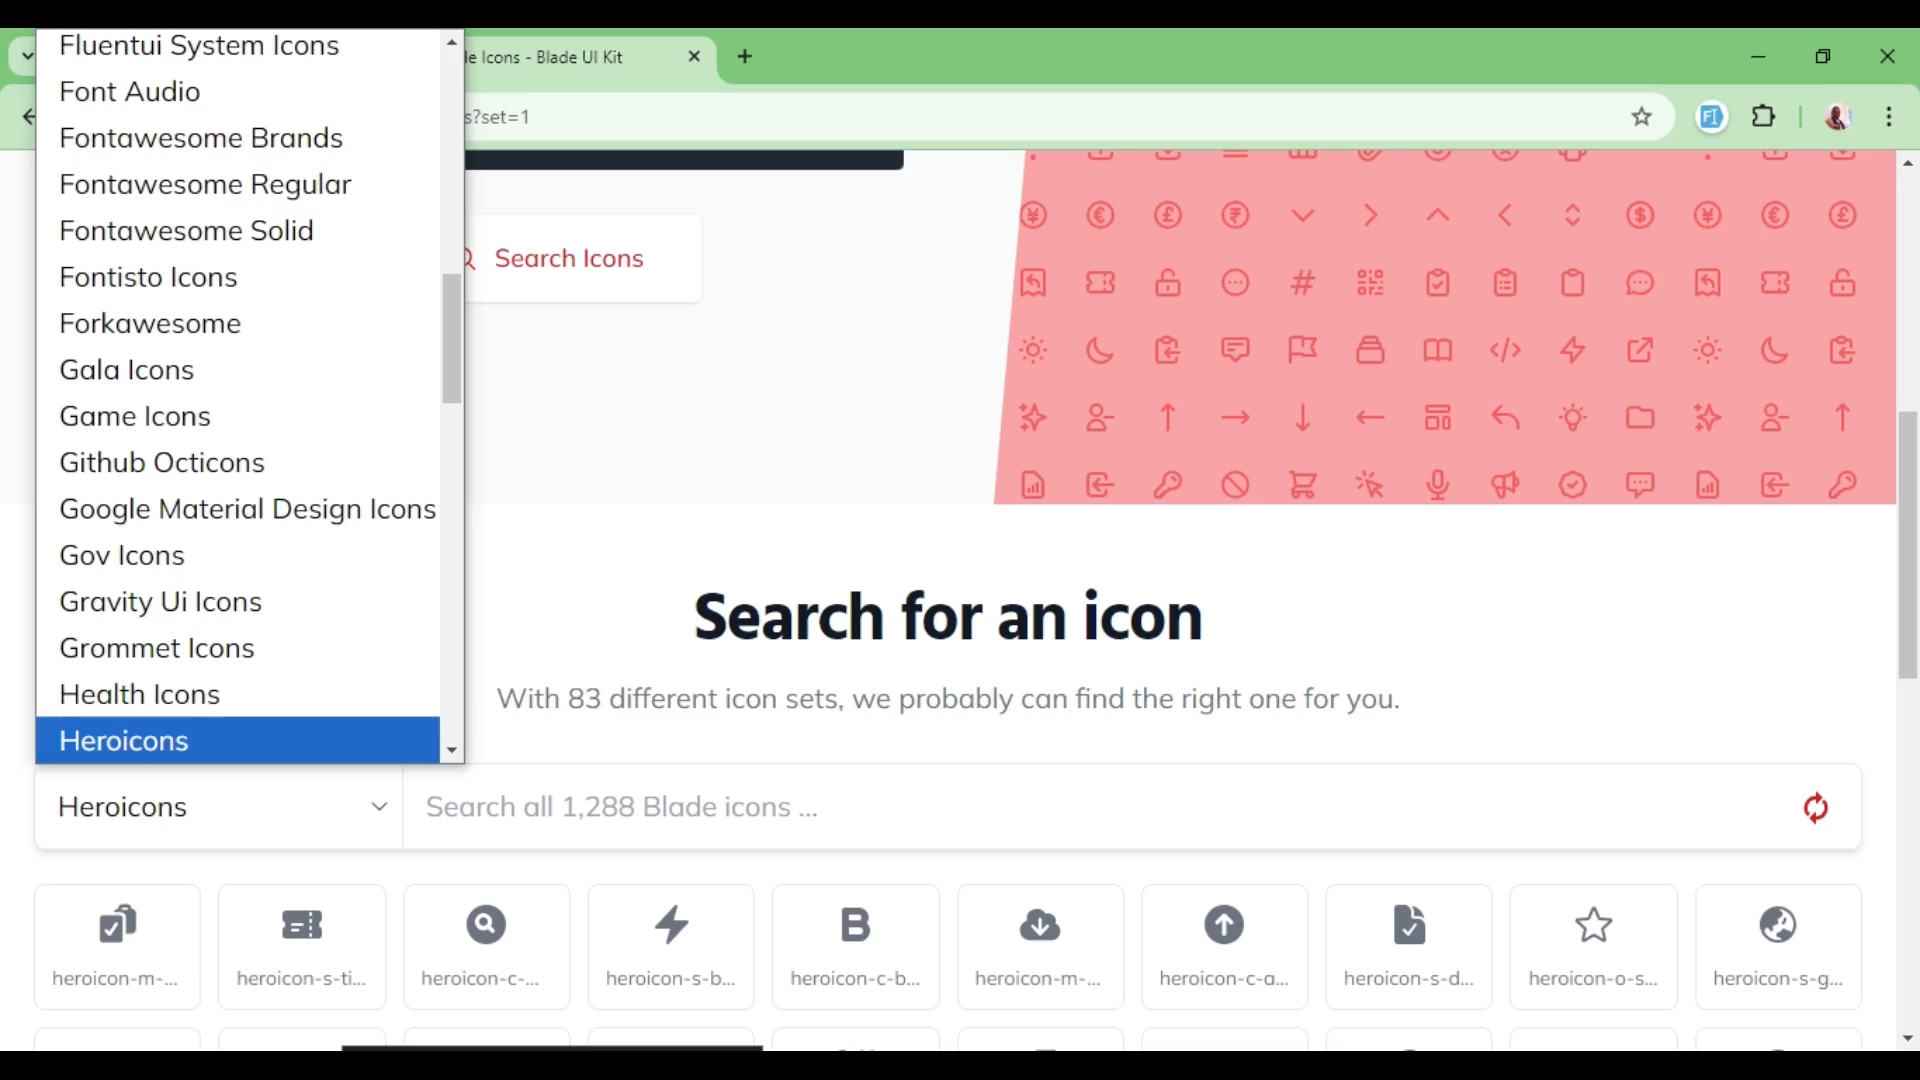 le Icons - Blade UI Kit
s?set=1
Fluentui System Icons
Font Audio
Fontawesome Brands
Fontawesome Regular
Fontawesome Solid
Fontisto Icons
Forkawesome
Gala Icons
Game Icons
Github Octicons
Google Material Design Icons
Gov Icons
Gravity Ui Icons
Grommet Icons
Health Icons
Heroicons
Search Icons
Search for an icon
With 83 different icon sets, we probably can find the right one for you.
Heroicons
Search all 1,288 Blade icons ...
heroicon-m-...
heroicon-s-ti...
heroicon-c-...
heroicon-s-b...
heroicon-c-b...
heroicon-m-...
heroicon-c-a...
heroicon-s-d...
heroicon-o-s...
heroicon-s-g...